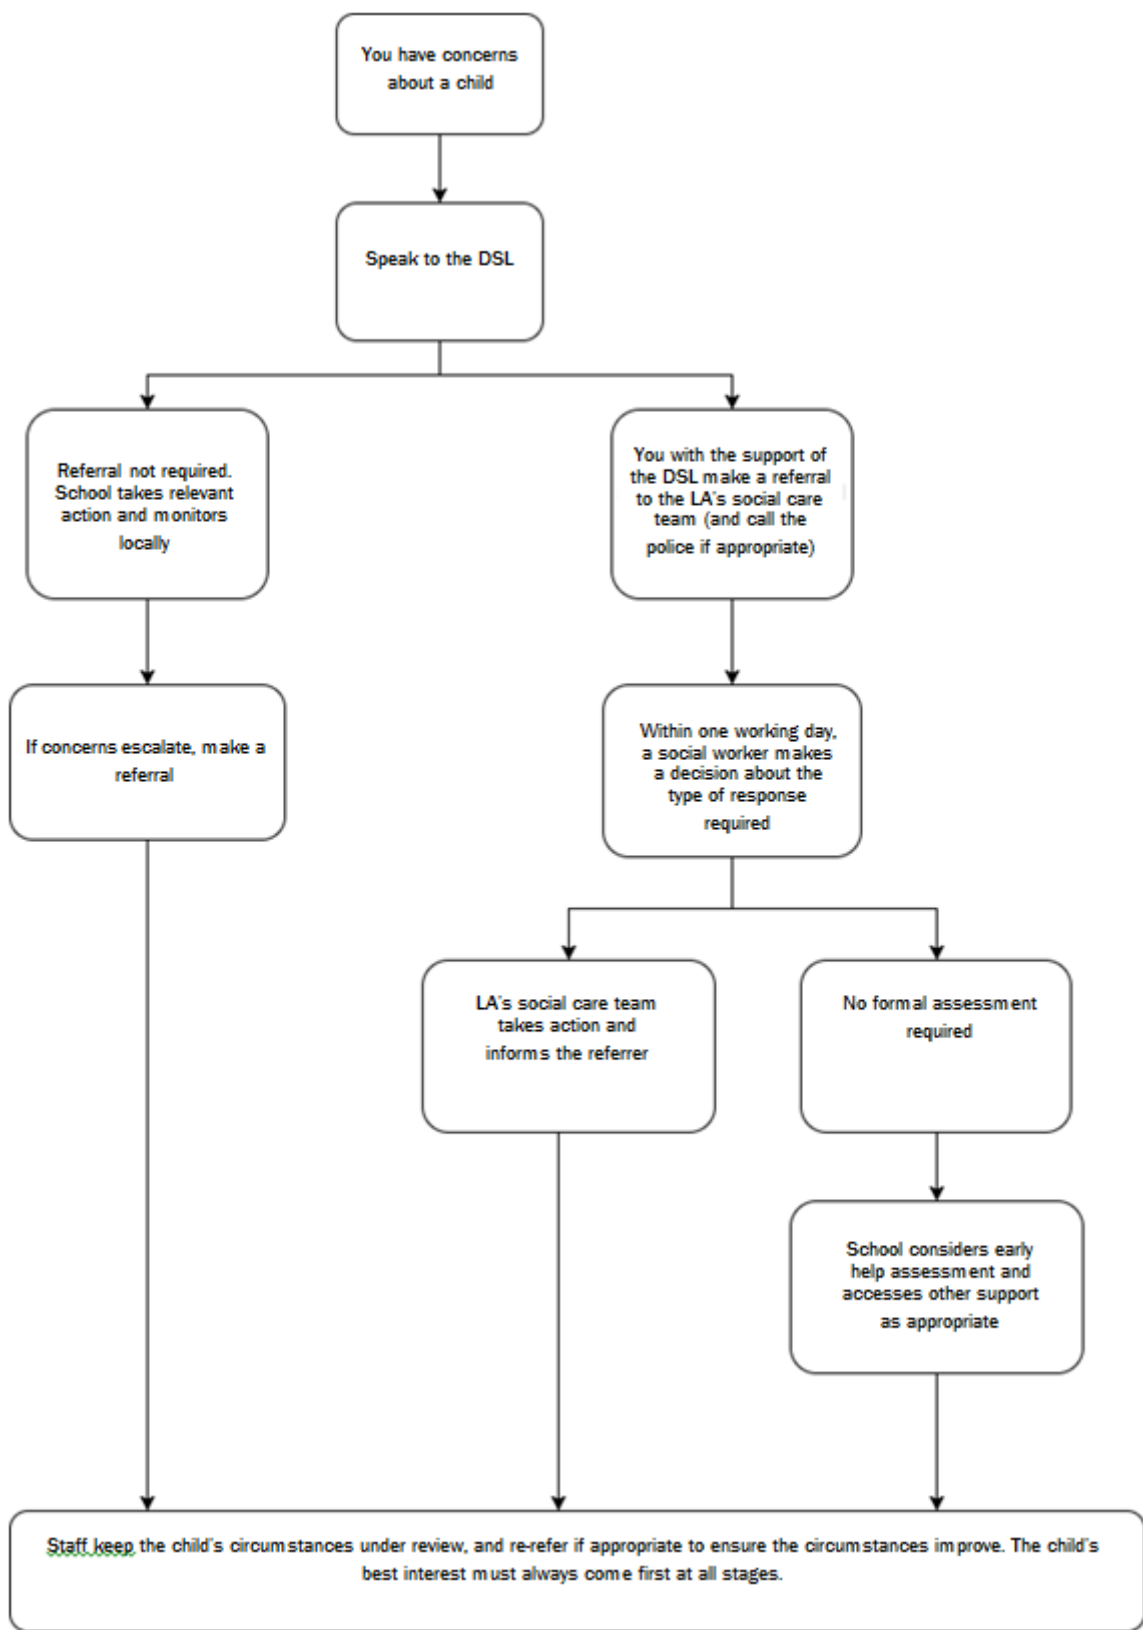 You have concerns
about a child
Speak to the DSL
Referral not required.
School takes relevant
action and monitors
locally
You with the support of
the DSL make a referral
to the LA's social care
team (and call the
police if appropriate)
If concerns escalate, make a
referral
Within one working day,
a social worker makes
a decision about the
type of response
required
LA's social care team
takes action and
informs the referrer
No formal assessment
required
School considers early
help assessment and
accesses other support
as appropriate
Staff keep the child's circumstances under review, and re-refer if appropriate to ensure the circumstances improve. The child's
best interest must always come first at all stages.